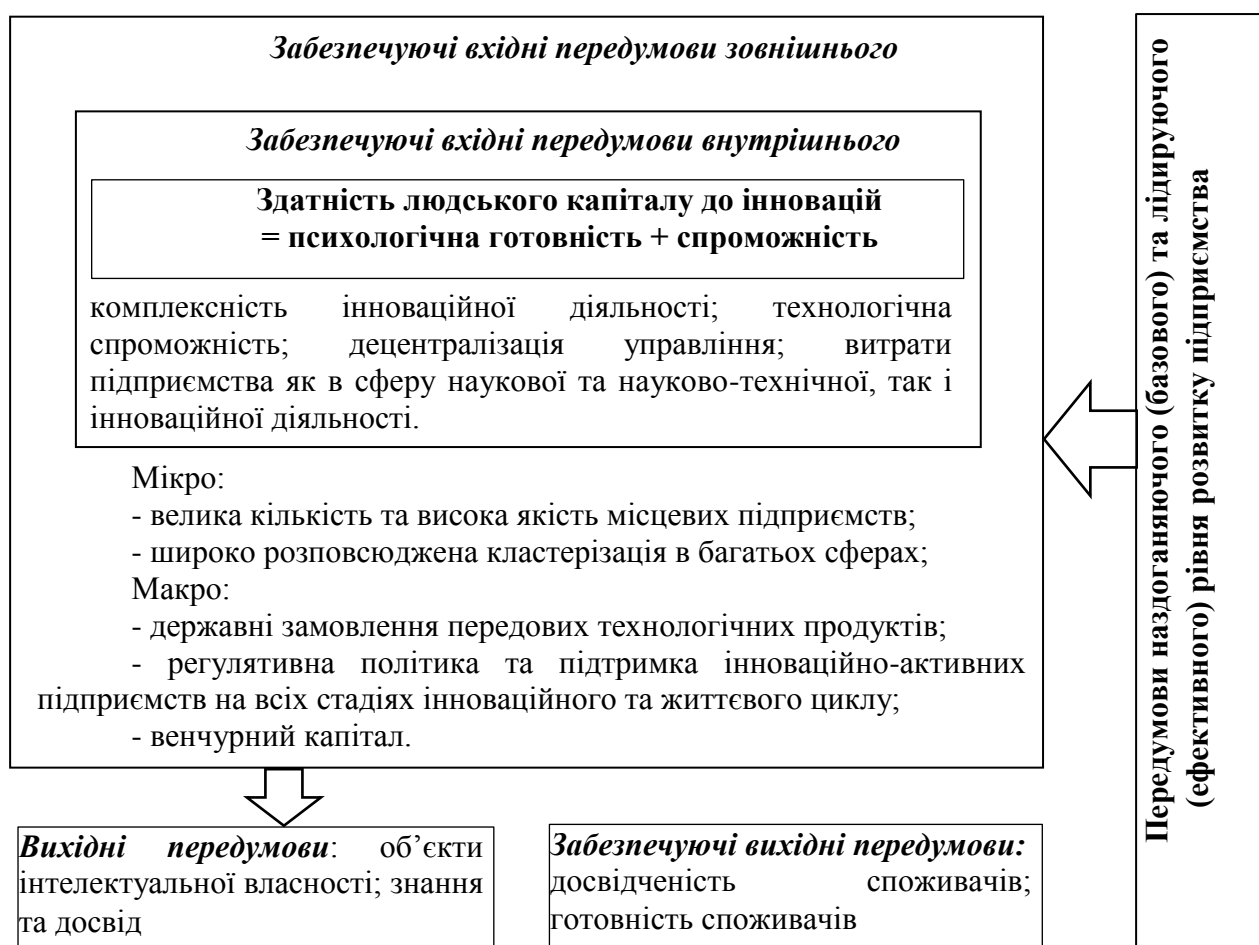 Забезпечуючі вхідні передумови зовнішнього
Забезпечуючі вхідні передумови внутрішнього
Здатність людського капіталу до інновацій
= психологічна готовність + спроможність
комплексність інноваційної діяльності; технологічна
спроможність; децентралізація управління; витрати
підприємства як в сферу наукової та науково-технічної, так і
інноваційної діяльності.
Мікро:
- велика кількість та висока якість місцевих підприємств;
- широко розповсюджена кластерізація в багатьох сферах;
Макро:
- державні замовлення передових технологічних продуктів;
- регулятивна політика та підтримка інноваційно-активних
підприємств на всіх стадіях інноваційного та життєвого циклу;
- венчурний капітал.
Вихідні передумови: об’єкти
інтелектуальної власності; знання
та досвід
Забезпечуючі вихідні передумови:
досвідченість споживачів;
готовність споживачів
Передумови наздоганяючого (базового) та лідируючого
(ефективного) рівня розвитку підприємства